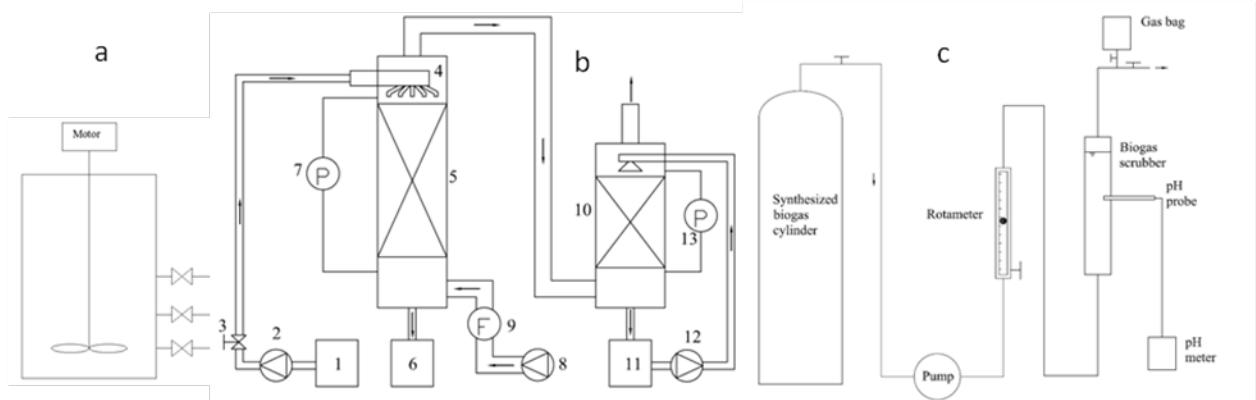 a
Motor
b
1
2
3
4
5
6
7
P
8
F
9
10
11
12
P
13
c
Gas bag
Synthesized
biogas
cylinder
Pump
Rotameter
Biogas
scrubber
pH
probe
pH
meter